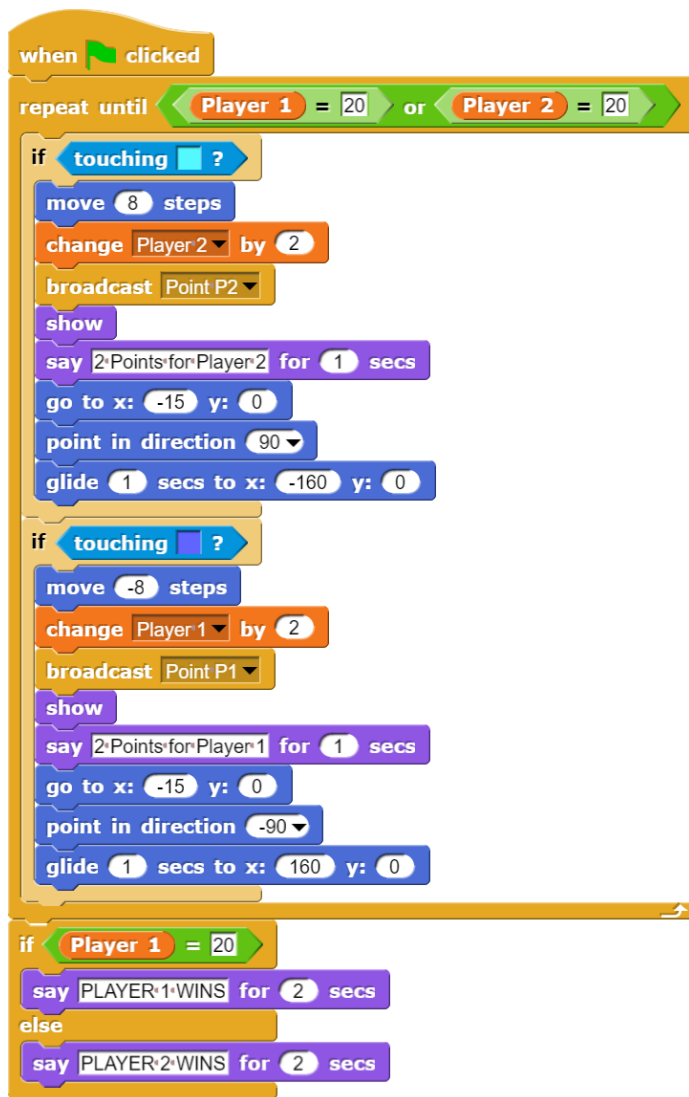 when clicked
repeat until Player 1 = 20 or Player 2 = 20
if touching ?
move 8 steps
change Player 2 by 2
broadcast Point P2
show
say 2 Points for Player 2 for 1 secs
go to x: -15 y: 0
point in direction 90
glide 1 secs to x: -160 y: 0
if touching ?
move -8 steps
change Player 1 by 2
broadcast Point P1
show
say 2 Points for Player 1 for 1 secs
go to x: -15 y: 0
point in direction -90
glide 1 secs to x: 160 y: 0
if Player 1 = 20
say PLAYER 1 WINS for 2 secs
else
say PLAYER 2 WINS for 2 secs